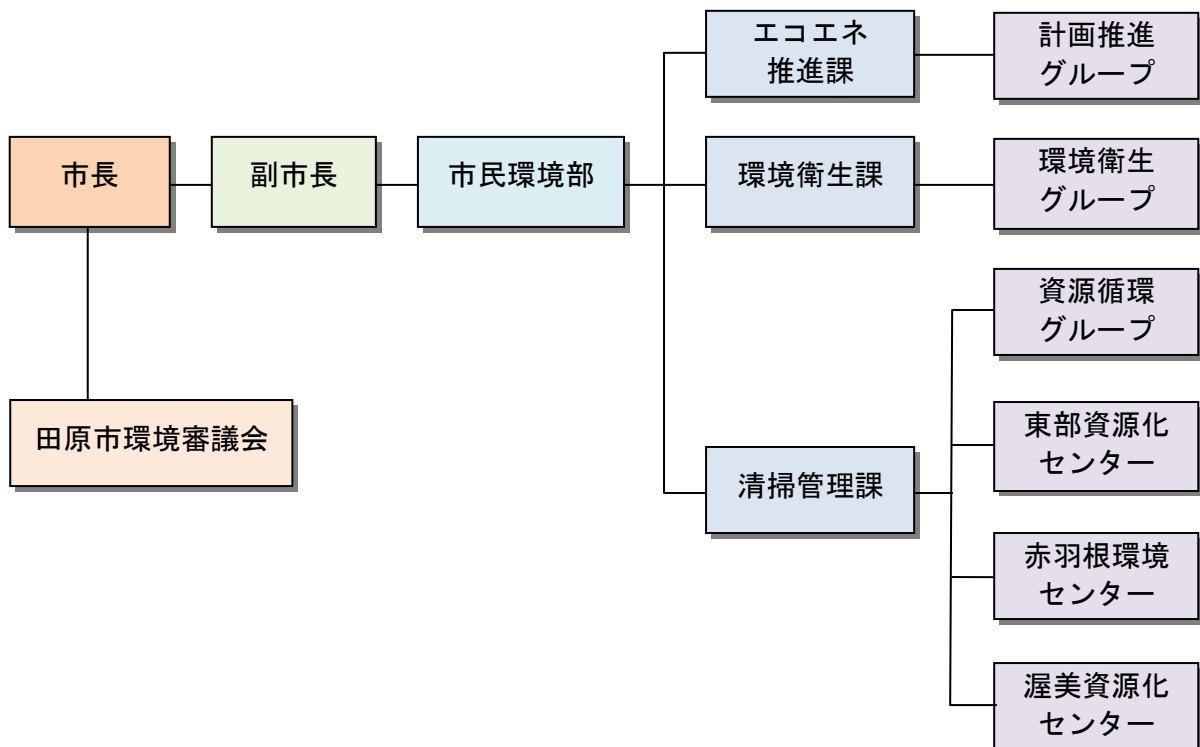 エコエネ
推進課
計画推進
グループ
市長
副市長
市民環境部
環境衛生課
環境衛生
グループ
資源循環
グループ
田原市環境審議会
東部資源化
センター
清掃管理課
赤羽根環境
センター
渥美資源化
センター